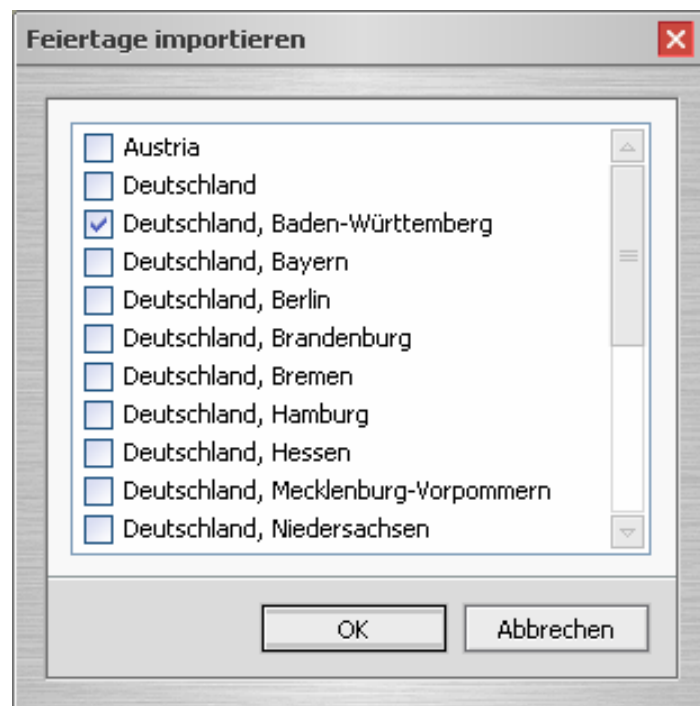 Feiertage importieren
Austria
Deutschland
Deutschland, Baden-Württemberg
Deutschland, Bayern
Deutschland, Berlin
Deutschland, Brandenburg
Deutschland, Bremen
Deutschland, Hamburg
Deutschland, Hessen
Deutschland, Mecklenburg-Vorpommern
Deutschland, Niedersachsen
OK Abbrechen